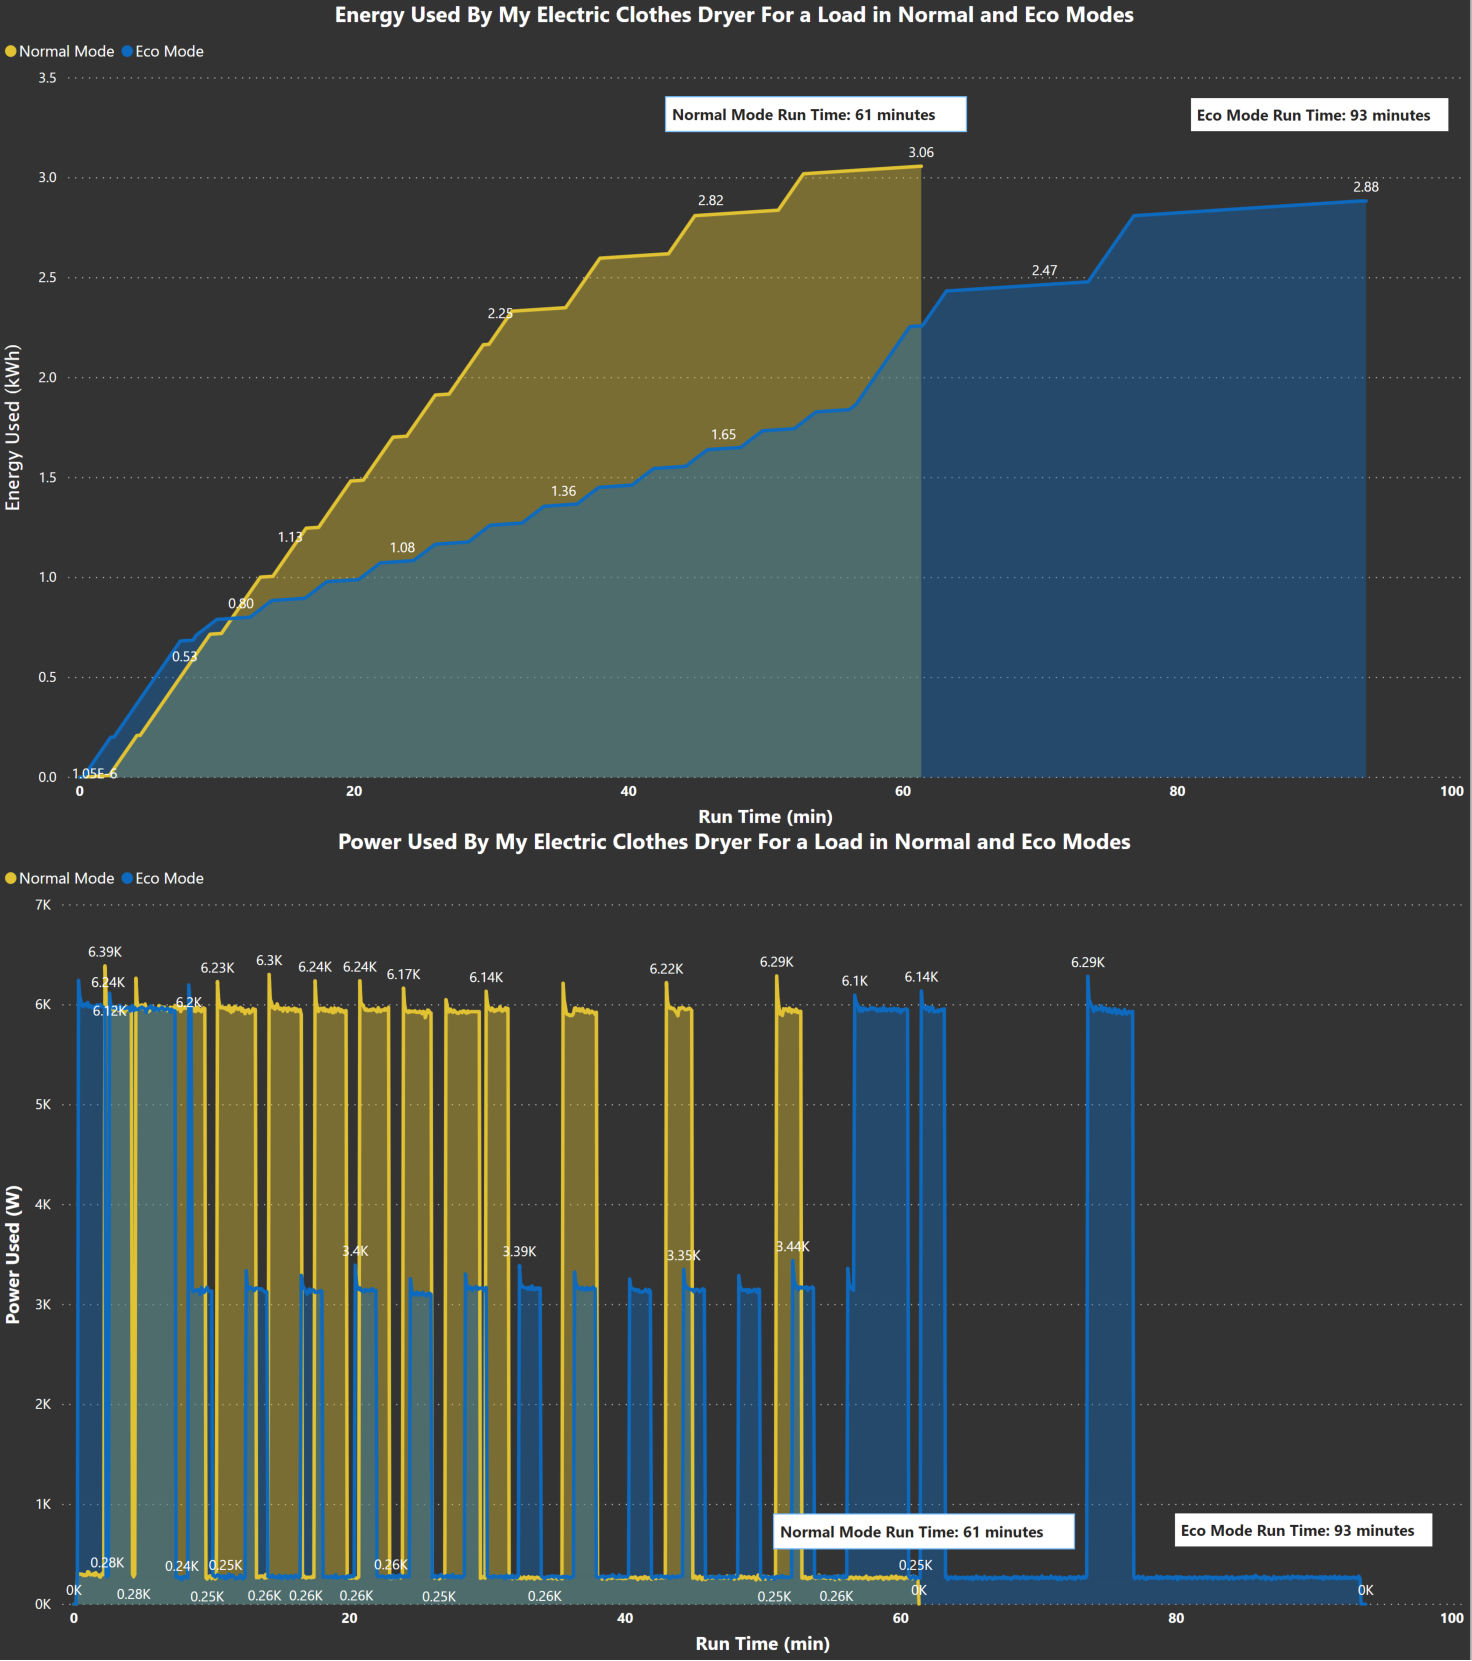 Energy Used By My Electric Clothes Dryer For a Load in Normal and Eco Modes
Normal Mode Eco Mode
3.5
Normal Mode Run Time: 61 minutes
Eco Mode Run Time: 93 minutes
3.06
3.0
2.88
2.82
2.5
2.47
2.25
2.0
1.65
1.5
1.36
1.13
1.08
1.0
0.80
0.53
0.5
0.0
1.05E-6
Energy Used (kWh)
0 20 40 60 80 100
Run Time (min)
Power Used By My Electric Clothes Dryer For a Load in Normal and Eco Modes
Normal Mode Eco Mode
7K
6.39K 6.23K 6.3K 6.24K 6.24K 6.17K 6.14K 6.22K 6.29K 6.1K 6.14K 6.29K
6.24K
6.2K
6K
6.12K
5K
4K
3.4K 3.39K 3.35K 3.44K
3K
2K
1K
Normal Mode Run Time: 61 minutes
Eco Mode Run Time: 93 minutes
0.28K 0.24K 0.25K 0.26K 0.25K
0K 0.28K 0.25K 0.26K 0.26K 0.26K 0.25K 0.26K 0.25K 0.26K 0K 0K
0K
Power Used (W)
0 20 40 60 80 100
Run Time (min)